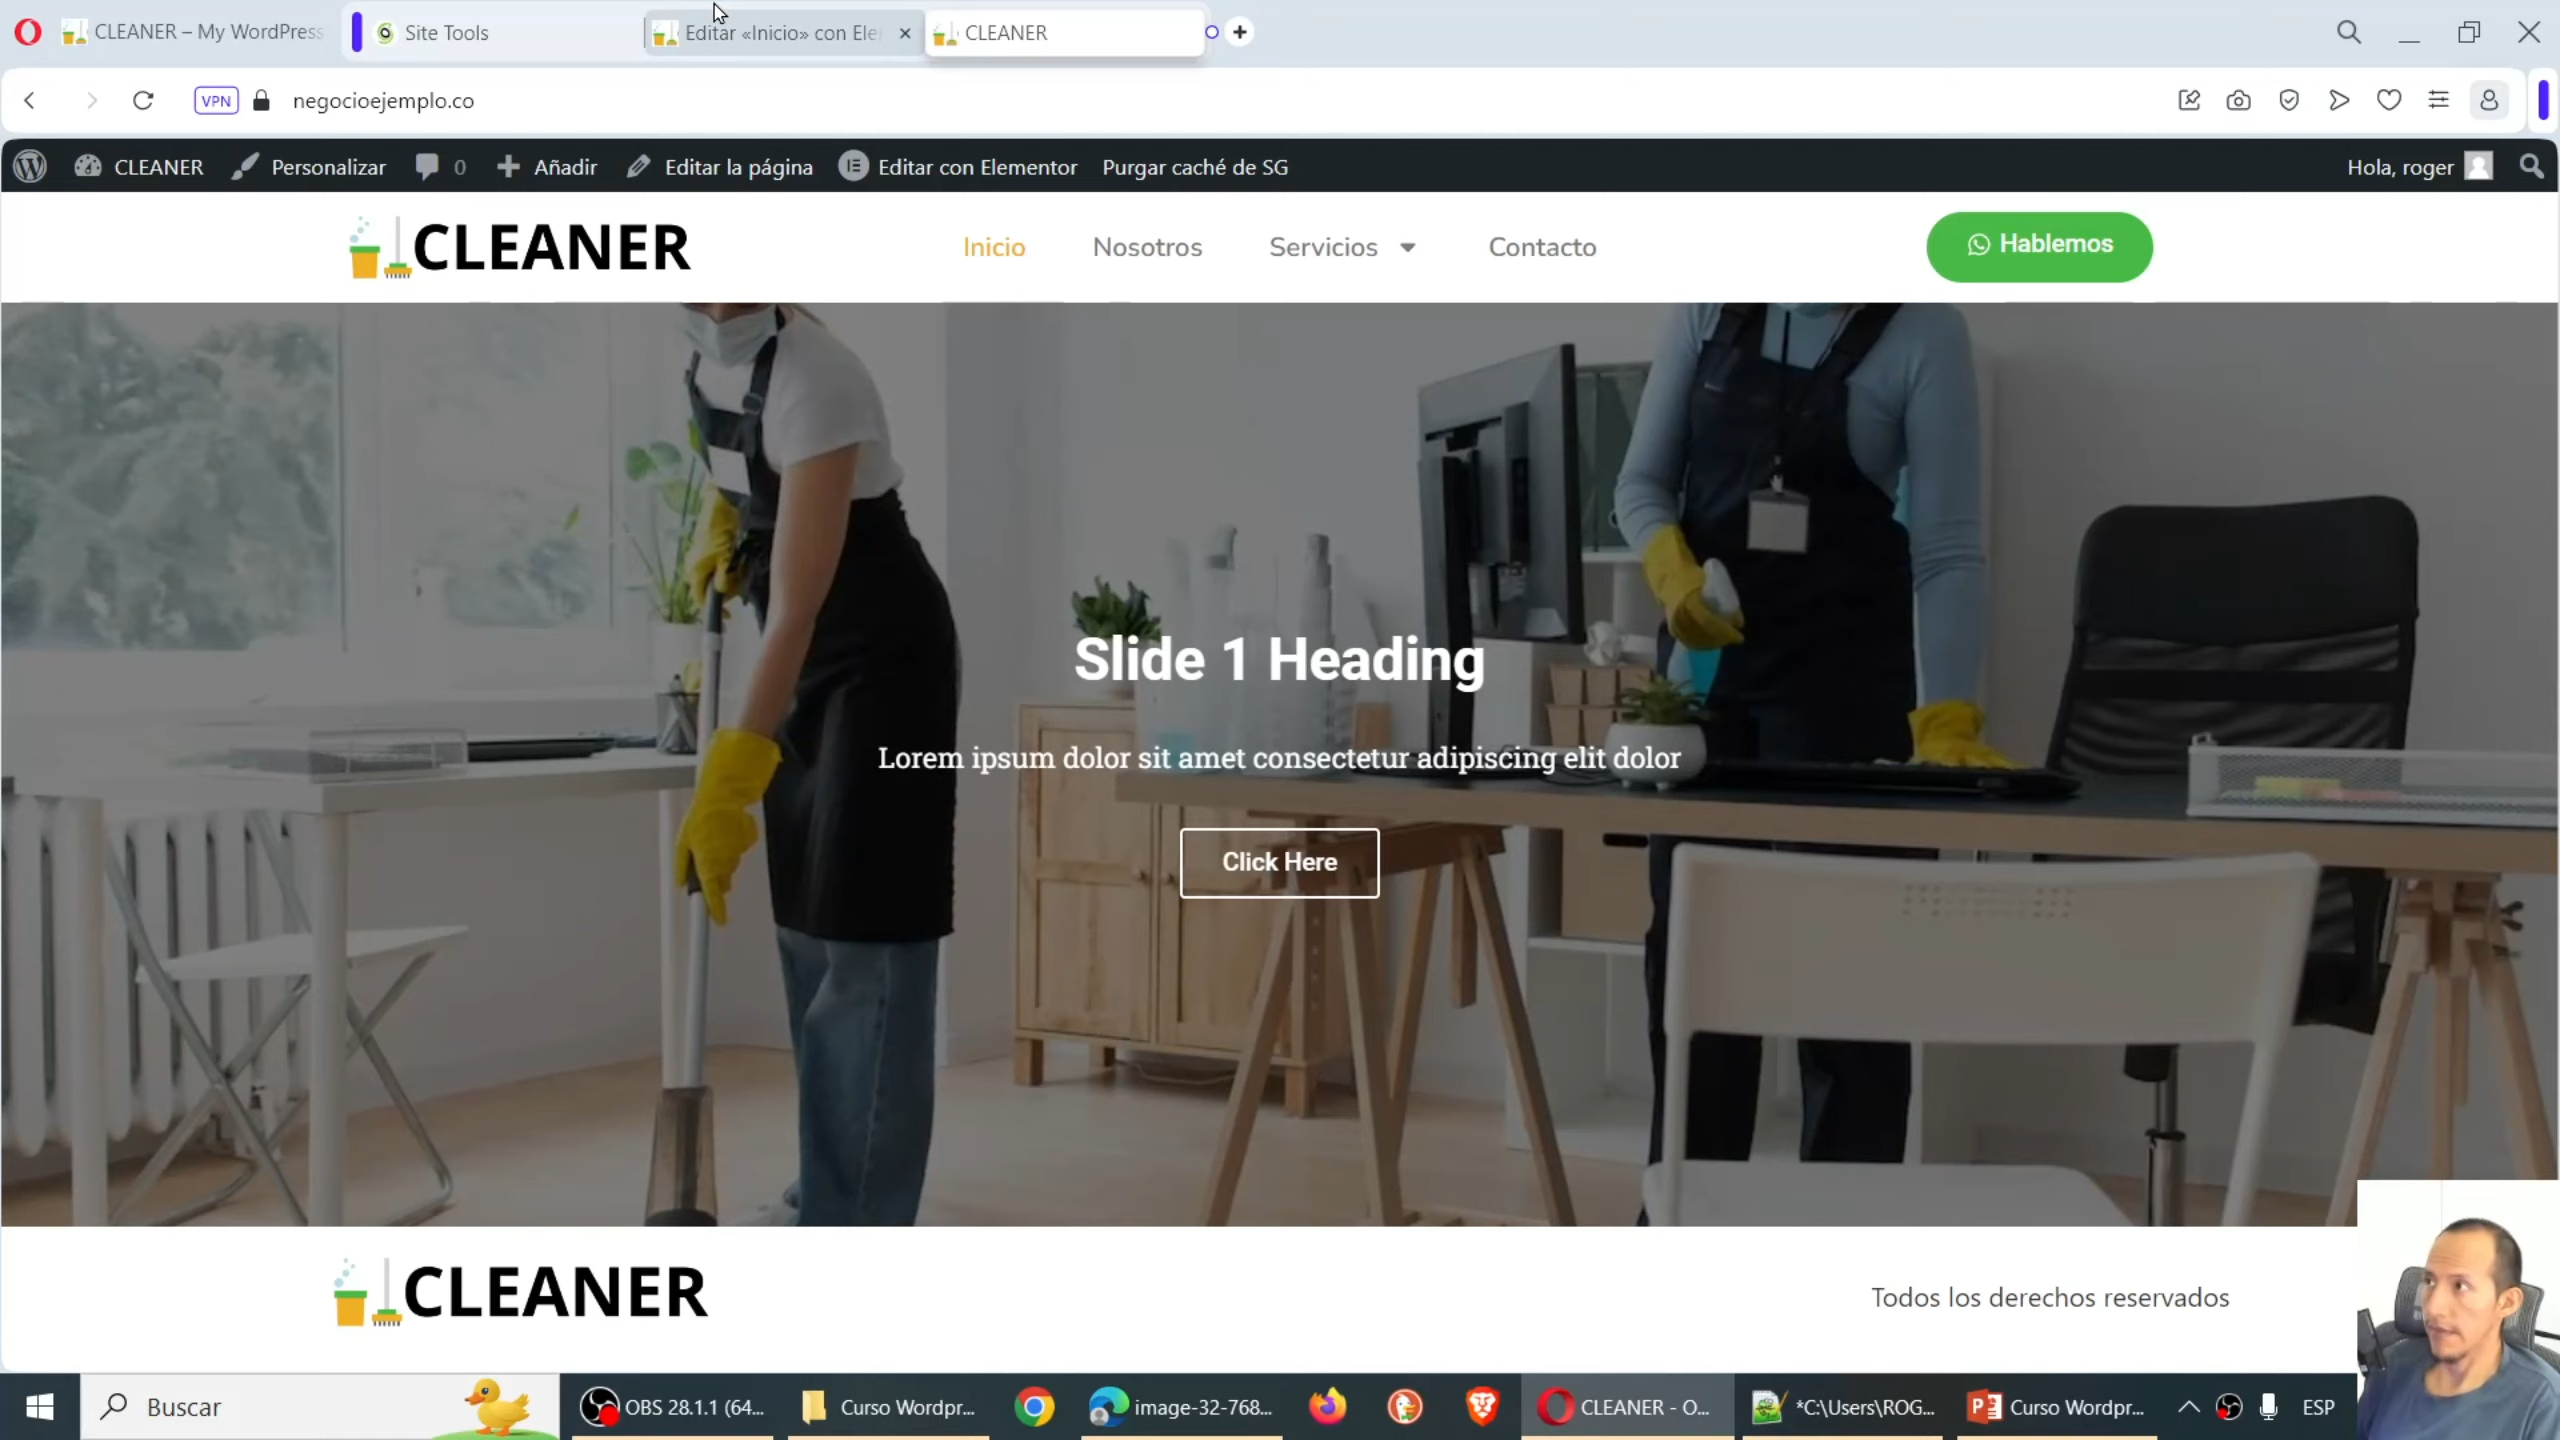 CLEANER – My WordPress
Site Tools
Editar «Inicio» con Ele
CLEANER
VPN
negocioejemplo.co
CLEANER
Personalizar
0
Añadir
Editar la página
Editar con Elementor
Purgar caché de SG
Hola, roger
CLEANER
Inicio
Nosotros
Servicios
Contacto
Hablemos
Slide 1 Heading
Lorem ipsum dolor sit amet consectetur adipiscing elit dolor
Click Here
CLEANER
Todos los derechos reservados
Buscar
OBS 28.1.1 (64...
Curso Wordpr...
image-32-768...
CLEANER - O...
*C:\Users\ROG...
Curso Wordpr...
ESP